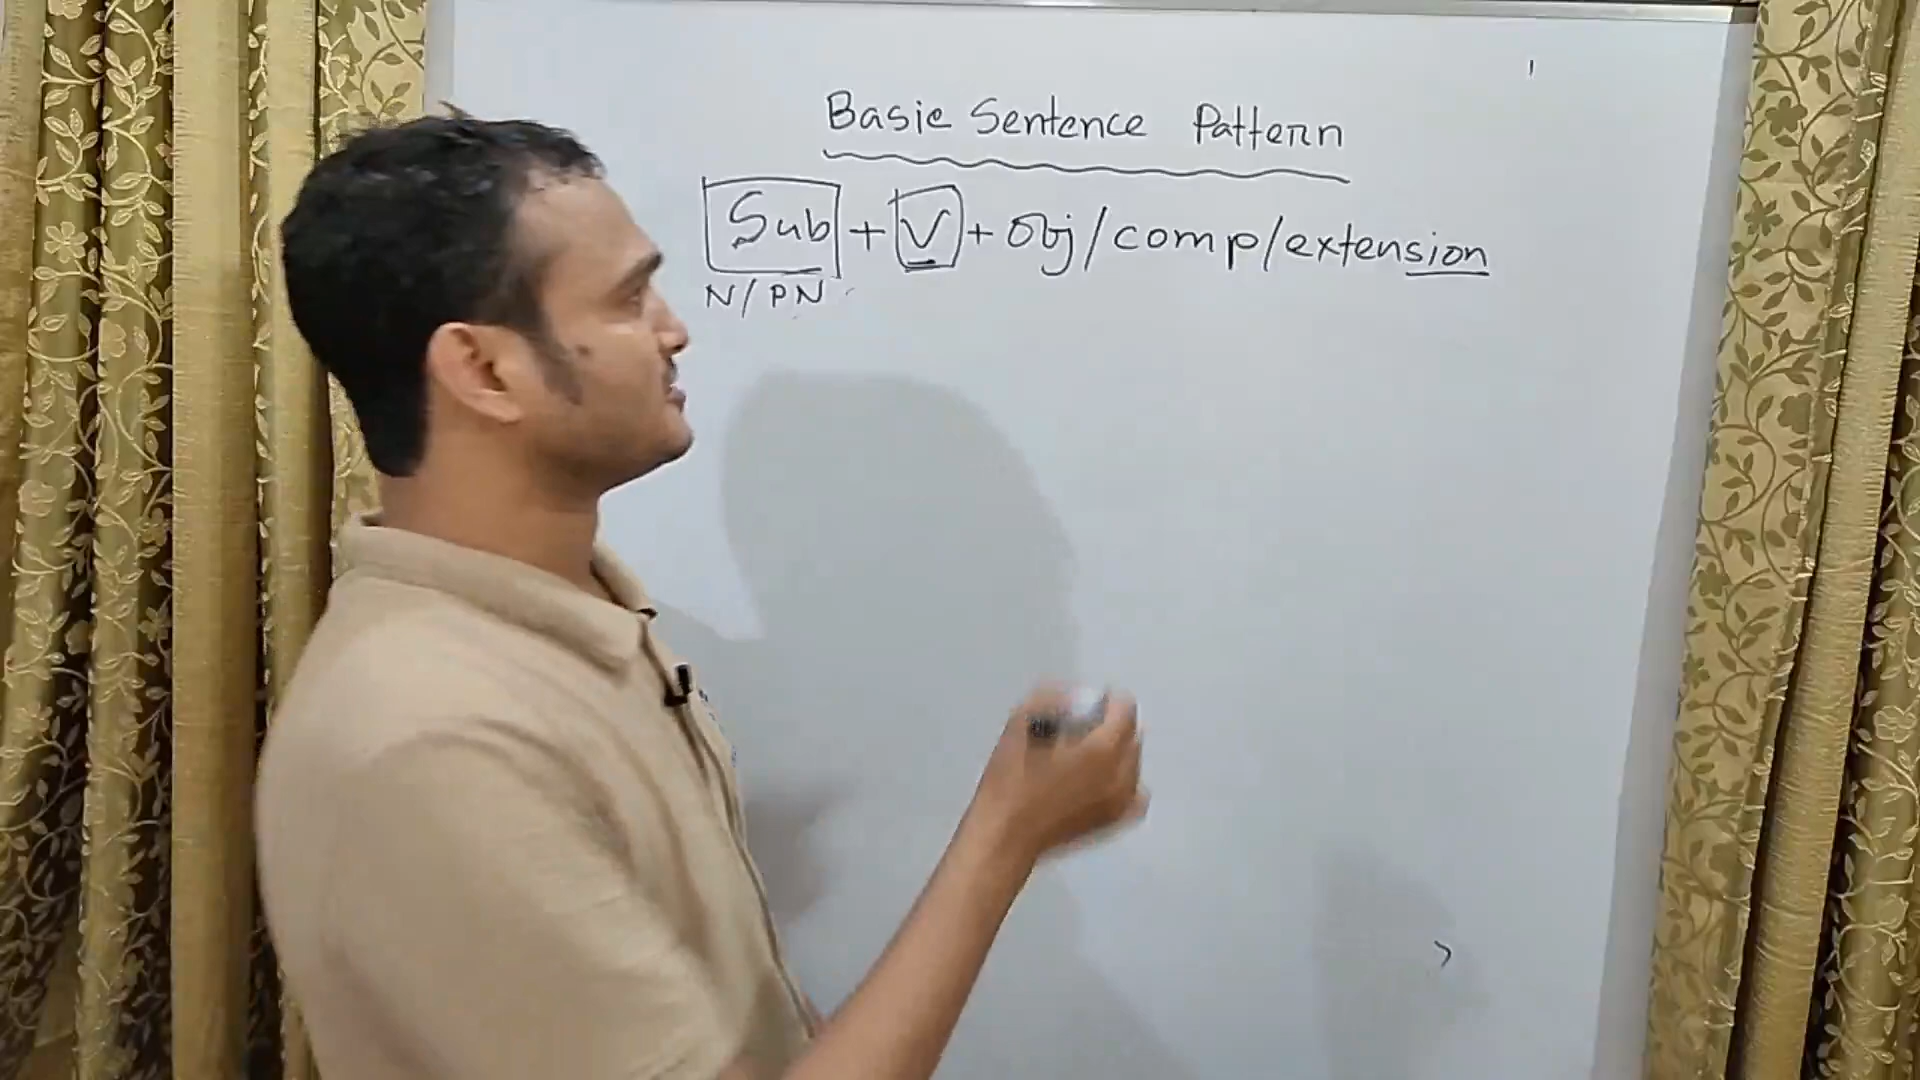 Basic Sentence Pattern
Sub + V + Obj/comp/extension
N/PN